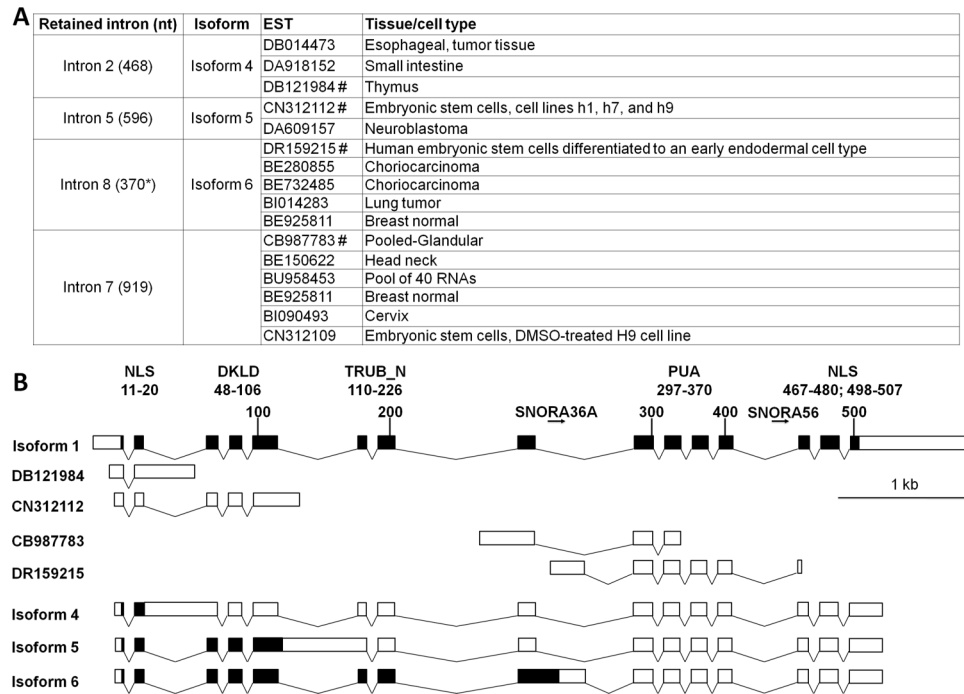 A
Retained intron (nt) Isoform EST Tissue/cell type
Intron 2 (468) Isoform 4
DB014473 Esophageal, tumor tissue
DA918152 Small intestine
DB121984 # Thymus
Intron 5 (596) Isoform 5
CN312112 # Embryonic stem cells, cell lines h1, h7, and h9
DA609157 Neuroblastoma
Intron 8 (370*) Isoform 6
DR159215 # Human embryonic stem cells differentiated to an early endodermal cell type
BE280855 Choriocarcinoma
BE732485 Choriocarcinoma
BI014283 Lung tumor
BE925811 Breast normal
Intron 7 (919)
CB987783 # Pooled-Glandular
BE150622 Head neck
BU958453 Pool of 40 RNAs
BE925811 Breast normal
BI090493 Cervix
CN312109 Embryonic stem cells, DMSO-treated H9 cell line
B
NLS DKLD TRUB_N PUA NLS
11-20 48-106 110-226 297-370 467-480; 498-507
100 200 SNORA36A 300 400 SNORA56 500
Isoform 1
DB121984
CN312112
1 kb
CB987783
DR159215
Isoform 4
Isoform 5
Isoform 6